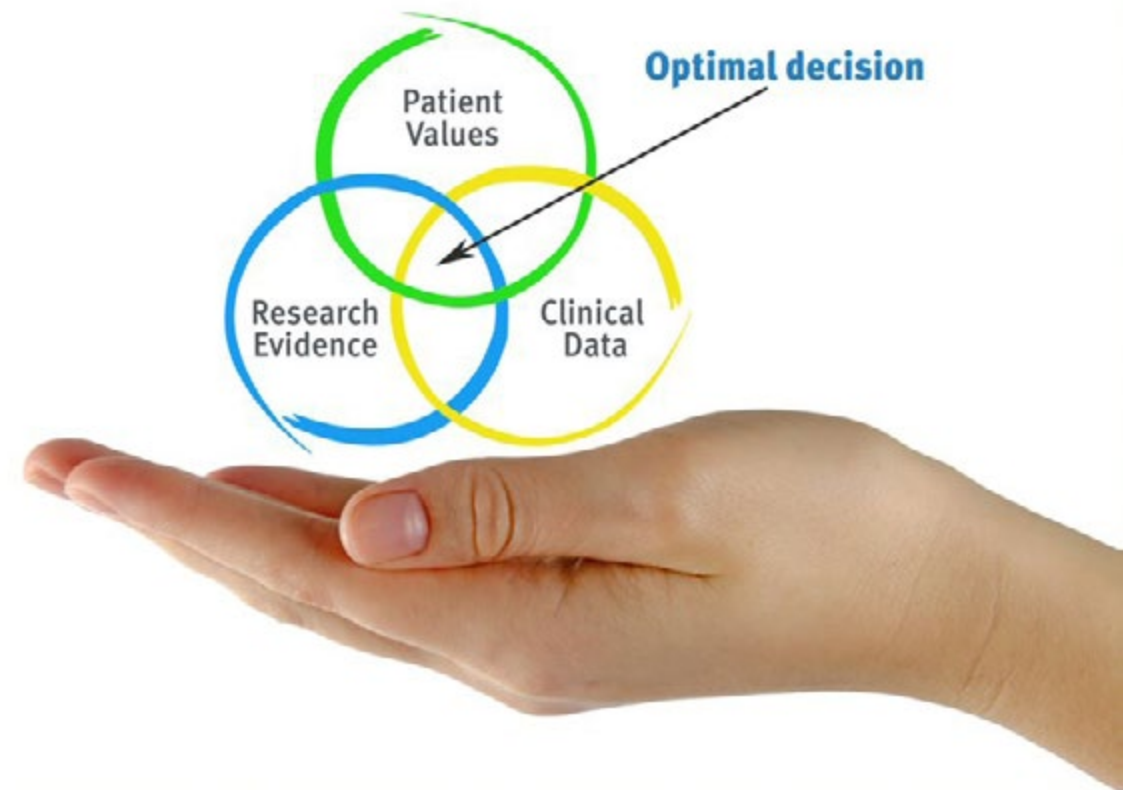 Optimal decision
Patient
Values
Research
Evidence
Clinical
Data